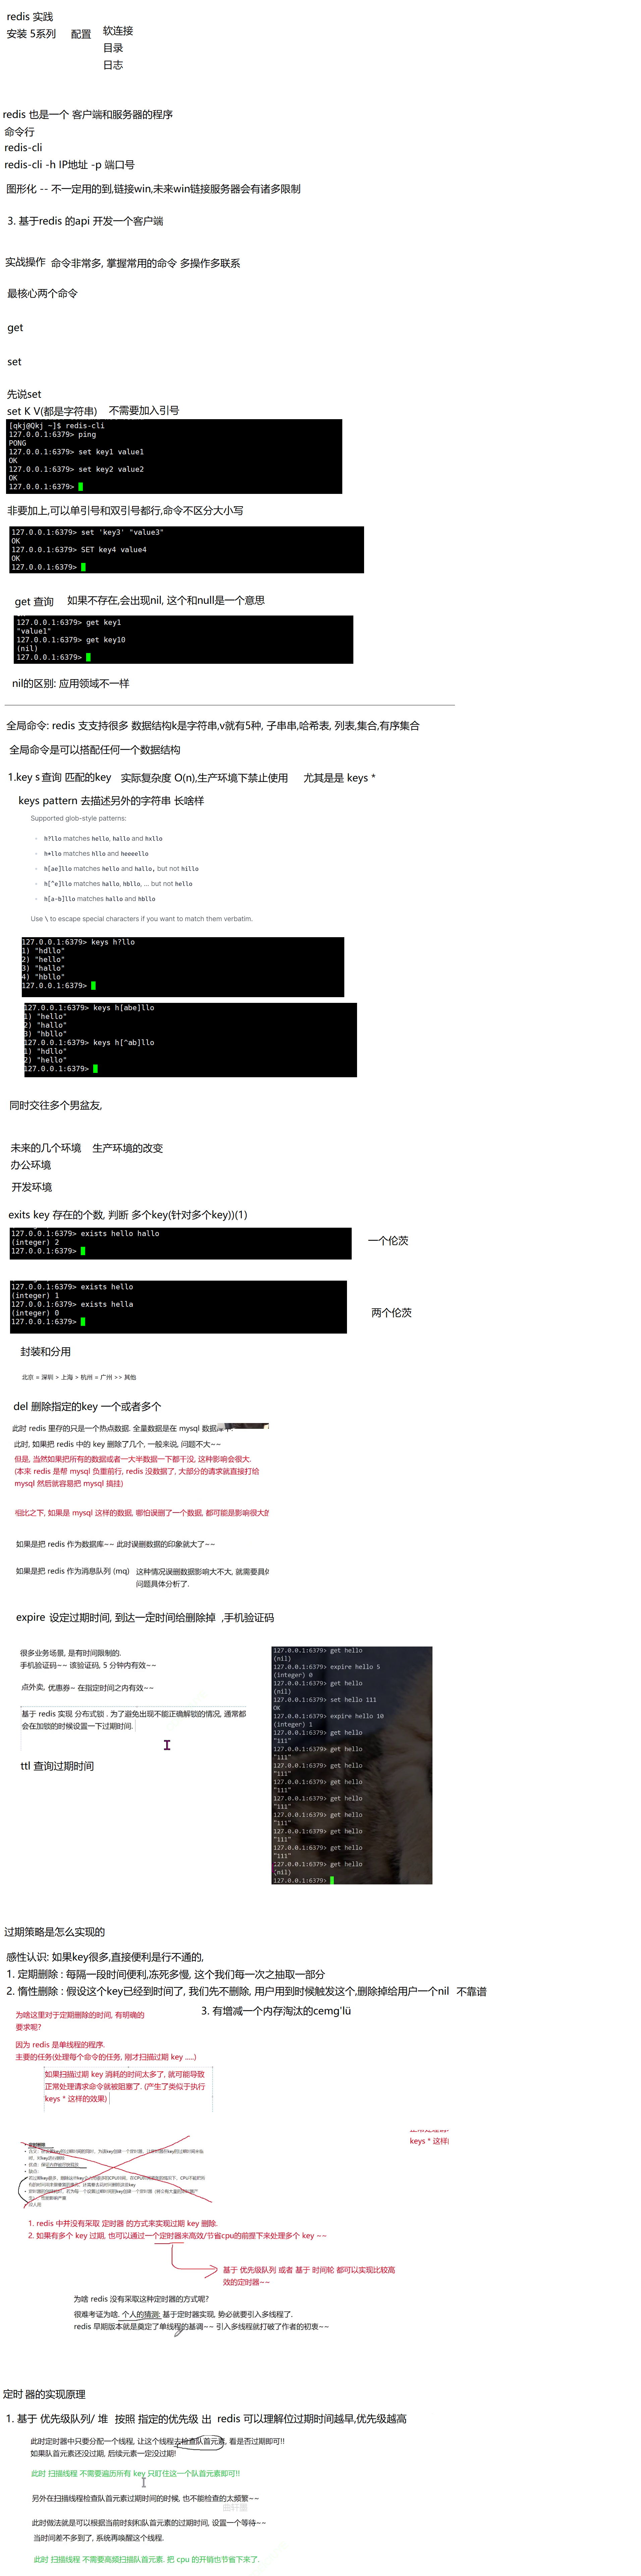 redis 实践
安装 5系列 配置 软连接
目录
日志
redis 也是一个 客户端和服务器的程序
命令行
redis-cli
redis-cli -h IP地址 -p 端口号
图形化 -- 不一定用的到,链接win,未来win链接服务器会有诸多限制
3. 基于redis 的api 开发一个客户端
实战操作 命令非常多, 掌握常用的命令 多操作多联系
最核心两个命令
get
set
先说set
set K V(都是字符串) 不需要加入引号
[qkj@Qkj ~]$ redis-cli
127.0.0.1:6379> ping
PONG
127.0.0.1:6379> set key1 value1
OK
127.0.0.1:6379> set key2 value2
OK
127.0.0.1:6379>
非要加上,可以单引号和双引号都行,命令不区分大小写
127.0.0.1:6379> set 'key3' "value3"
OK
127.0.0.1:6379> SET key4 value4
OK
127.0.0.1:6379>
get 查询 如果不存在,会出现nil, 这个和null是一个意思
127.0.0.1:6379> get key1
"value1"
127.0.0.1:6379> get key10
(nil)
127.0.0.1:6379>
nil的区别: 应用领域不一样
全局命令: redis 支支持很多 数据结构k是字符串,v就有5种, 子串串,哈希表, 列表,集合,有序集合
全局命令是可以搭配任何一个数据结构
1.key s 查询 匹配的key 实际复杂度 O(n),生产环境下禁止使用 尤其是是 keys *
keys pattern 去描述另外的字符串 长啥样
Supported glob-style patterns:
h?llo matches hello, hallo and hxllo
h*llo matches hllo and heeeello
h[ae]llo matches hello and hallo, but not hillo
h[^e]llo matches hallo, hbllo, ... but not hello
h[a-b]llo matches hallo and hbllo
Use \ to escape special characters if you want to match them verbatim.
127.0.0.1:6379> keys h?llo
1) "hdllo"
2) "hello"
3) "hallo"
4) "hbllo"
127.0.0.1:6379>
127.0.0.1:6379> keys h[abe]llo
1) "hello"
2) "hallo"
3) "hbllo"
127.0.0.1:6379> keys h[^ab]llo
1) "hdllo"
2) "hello"
127.0.0.1:6379>
同时交往多个男盆友,
未来的几个环境 生产环境的改变
办公环境
开发环境
exits key 存在的个数, 判断 多个key(针对多个key))(1)
127.0.0.1:6379> exists hello hallo
(integer) 2
127.0.0.1:6379>
一个伦茨
127.0.0.1:6379> exists hello
(integer) 1
127.0.0.1:6379> exists hella
(integer) 0
127.0.0.1:6379>
两个伦茨
封装和分用
北京 = 深圳 > 上海 > 杭州 = 广州 >> 其他
del 删除指定的key 一个或者多个
此时 redis 里存的只是一个热点数据. 全量数据是在 mysql 数据库中.
此时, 如果把 redis 中的 key 删除了几个, 一般来说, 问题不大~~
但是, 当然如果把所有的数据或者一大半数据一下都干没, 这种影响会很大.
(本来 redis 是帮 mysql 负重前行, redis 没数据了, 大部分的请求就直接打给
mysql 然后就容易把 mysql 搞挂)
相比之下, 如果是 mysql 这样的数据, 哪怕误删了一个数据, 都可能是影响很大的
如果是把 redis 作为数据库~~ 此时误删数据的印象就大了~~
如果是把 redis 作为消息队列 (mq) 这种情况误删数据影响大不大, 就需要具体
问题具体分析了.
expire 设定过期时间, 到达一定时间给删除掉 ,手机验证码
很多业务场景, 是有时间限制的.
手机验证码~~ 该验证码, 5 分钟内有效~~
点外卖, 优惠券~ 在指定时间之内有效~~
基于 redis 实现 分布式锁 . 为了避免出现不能正确解锁的情况, 通常都
会在加锁的时候设置一下过期时间.
ttl 查询过期时间
127.0.0.1:6379> get hello
(nil)
127.0.0.1:6379> expire hello 5
(integer) 0
127.0.0.1:6379> get hello
(nil)
127.0.0.1:6379> set hello 111
OK
127.0.0.1:6379> expire hello 10
(integer) 1
127.0.0.1:6379> get hello
"111"
127.0.0.1:6379> get hello
"111"
127.0.0.1:6379> get hello
"111"
127.0.0.1:6379> get hello
"111"
127.0.0.1:6379> get hello
"111"
127.0.0.1:6379> get hello
"111"
127.0.0.1:6379> get hello
"111"
127.0.0.1:6379> get hello
"111"
127.0.0.1:6379> get hello
(nil)
127.0.0.1:6379>
过期策略是怎么实现的
感性认识: 如果key很多,直接便利是行不通的,
1. 定期删除 : 每隔一段时间便利,冻死多慢, 这个我们每一次之抽取一部分
2. 惰性删除 : 假设这个key已经到时间了, 我们先不删除, 用户用到时候触发这个,删除掉给用户一个nil 不靠谱
3. 有增减一个内存淘汰的cemg'lü
为啥这里对于定期删除的时间, 有明确的
要求呢?
因为 redis 是单线程的程序.
主要的任务(处理每个命令的任务, 刚才扫描过期 key .....)
如果扫描过期 key 消耗的时间太多了, 就可能导致
正常处理请求命令就被阻塞了. (产生了类似于执行
keys * 这样的效果)
keys * 这样
定时删除
1. redis 中并没有采取 定时器 的方式来实现过期 key 删除.
2. 如果有多个 key 过期, 也可以通过一个定时器来高效/节省cpu的前提下来处理多个 key ~~
基于 优先级队列 或者 基于 时间轮 都可以实现比较高
效的定时器~~
为啥 redis 没有采取这种定时器的方式呢?
很难考证为啥. 个人的猜测: 基于定时器实现, 势必就要引入多线程了.
redis 早期版本就是奠定了单线程的基调~~ 引入多线程就打破了作者的初衷~~
定时 器的实现原理
1. 基于 优先级队列/ 堆 按照 指定的优先级 出 redis 可以理解位过期时间越早,优先级越高
此时定时器中只要分配一个线程, 让这个线程去检查队首元素, 看是否过期即可!!
如果队首元素还没过期, 后续元素一定没过期!
此时 扫描线程 不需要遍历所有 key 只盯住这一个队首元素即可!!
另外在扫描线程检查队首元素过期时间的时候, 也不能检查的太频繁~~
此时做法就是可以根据当前时刻和队首元素的过期时间, 设置一个等待~~
当时间差不多到了, 系统再唤醒这个线程.
此时 扫描线程 不需要高频扫描队首元素. 把 cpu 的开销也节省下来了.